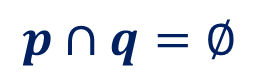 p ∩ q = ∅